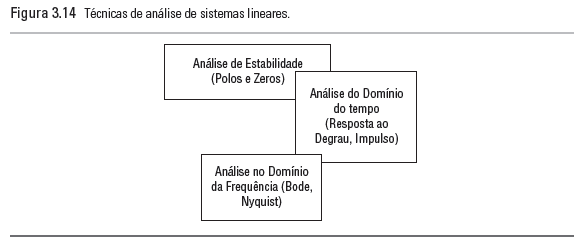 Figura 3.14 Técnicas de análise de sistemas lineares.
Análise de Estabilidade
(Polos e Zeros)
Análise do Domínio
do tempo
(Resposta ao
Degrau, Impulso)
Análise no Domínio
da Frequência (Bode,
Nyquist)